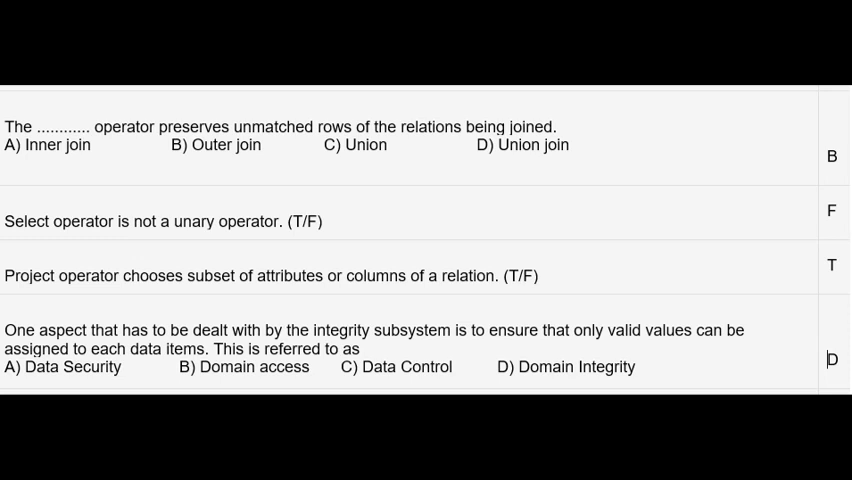 The ............ operator preserves unmatched rows of the relations being joined.
A) Inner join B) Outer join C) Union D) Union join
B
Select operator is not a unary operator. (T/F)
F
Project operator chooses subset of attributes or columns of a relation. (T/F)
T
One aspect that has to be dealt with by the integrity subsystem is to ensure that only valid values can be
assigned to each data items. This is referred to as
A) Data Security B) Domain access C) Data Control D) Domain Integrity
D